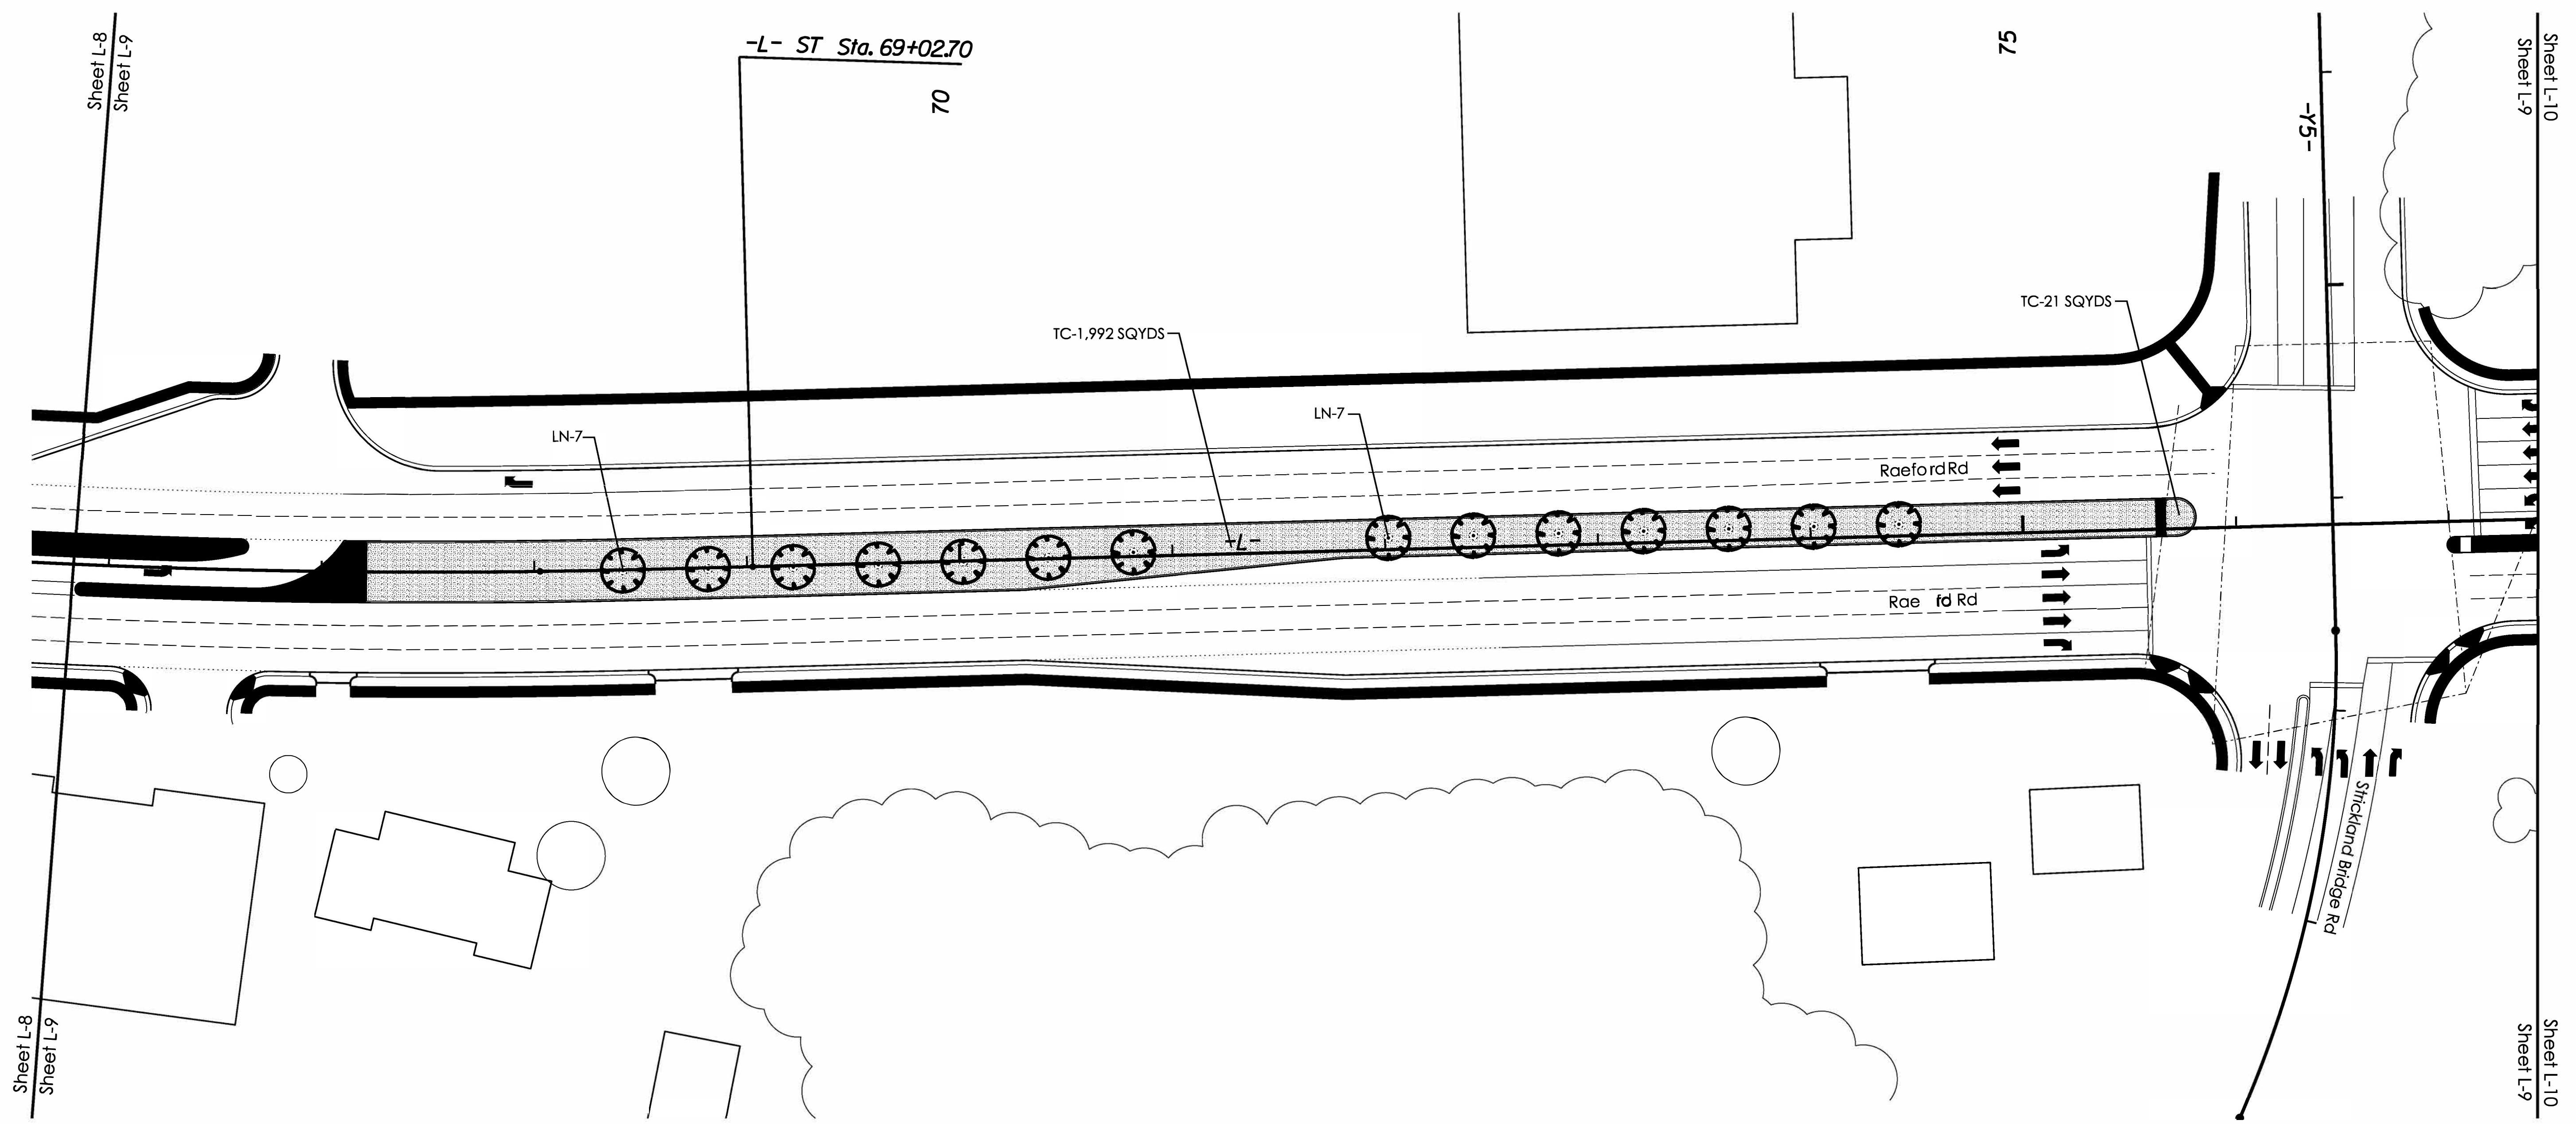 Sheet L-8
Sheet L-9
-L- ST Sta. 69+02.70
70
75
-Y5-
Sheet L-10
Sheet L-9
TC-21 SQYDS
TC-1,992 SQYDS
LN-7
LN-7
Raeford Rd
-L-
Rae fd Rd
Strickland Bridge Rd
Sheet L-8
Sheet L-9
Sheet L-10
Sheet L-9